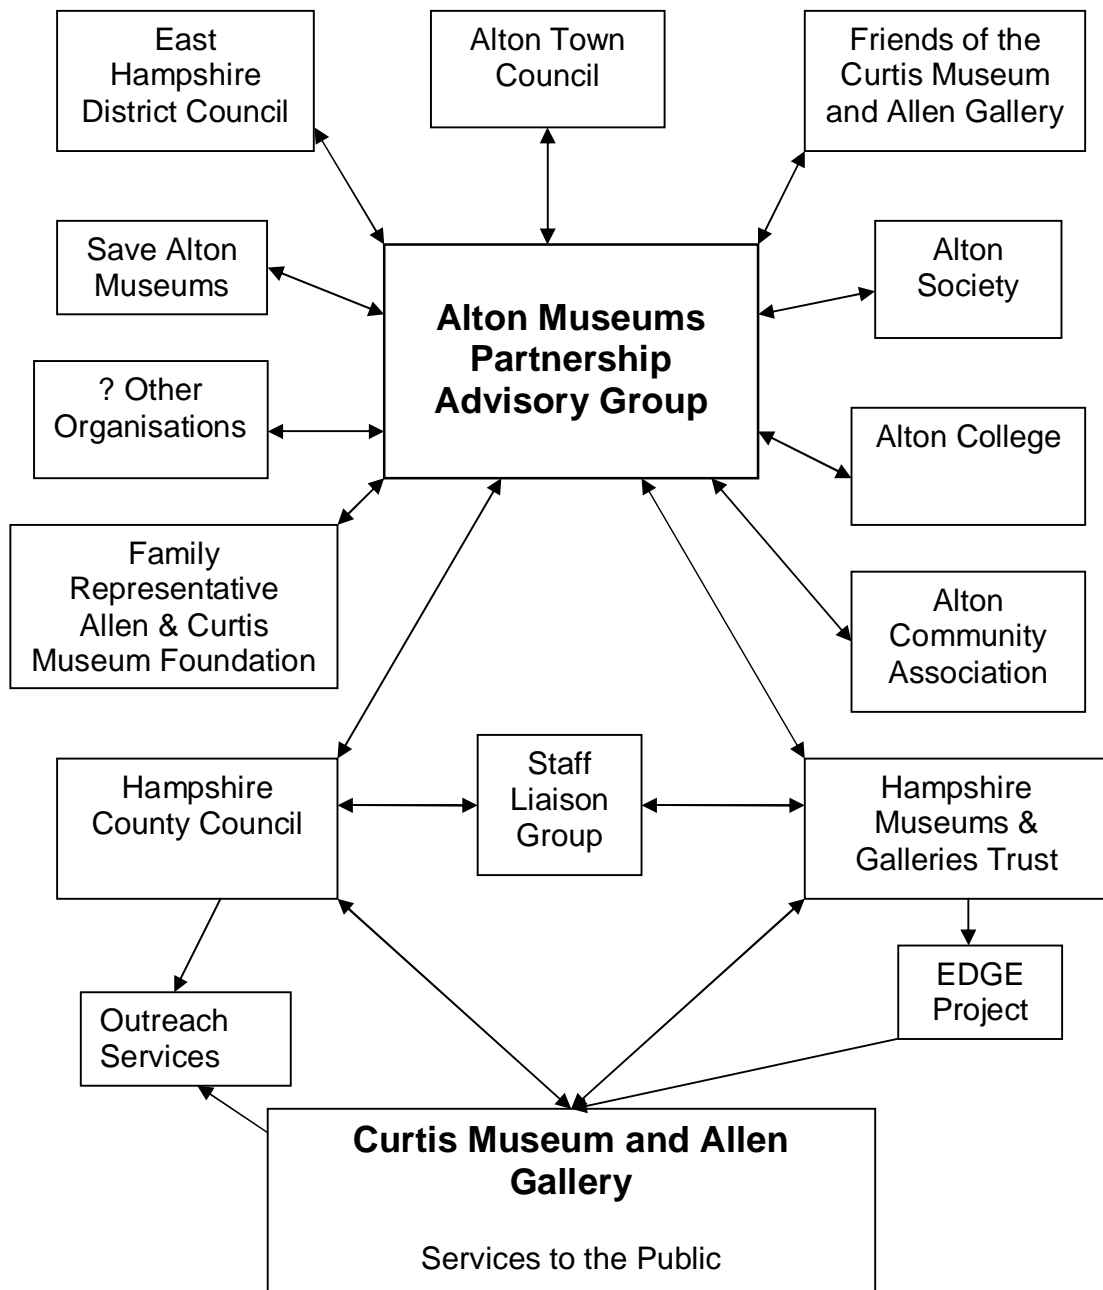 East
Hampshire
District Council
Alton Town
Council
Friends of the
Curtis Museum
and Allen Gallery
Save Alton
Museums
Alton Museums
Partnership
Advisory Group
Alton
Society
? Other
Organisations
Alton College
Family
Representative
Allen & Curtis
Museum Foundation
Alton
Community
Association
Hampshire
County Council
Staff
Liaison
Group
Hampshire
Museums &
Galleries Trust
Outreach
Services
EDGE
Project
Curtis Museum and Allen
Gallery
Services to the Public